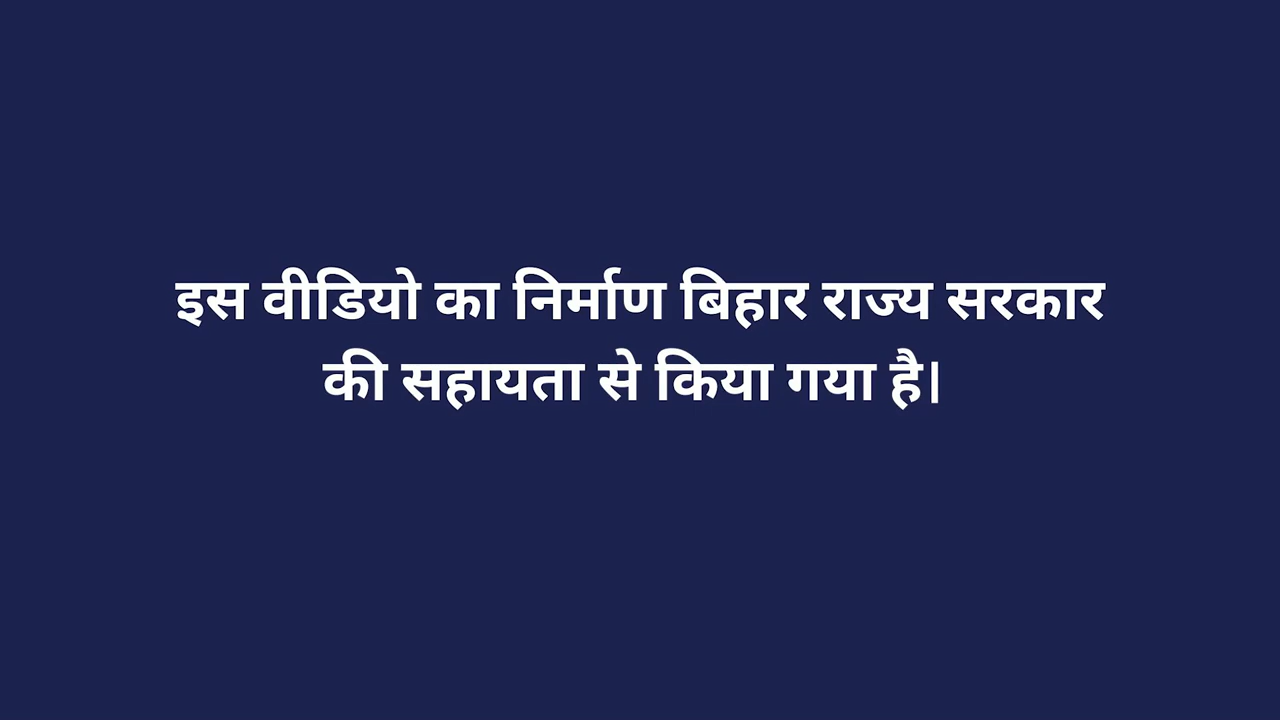 इस वीडियो का निर्माण बिहार राज्य सरकार
की सहायता से किया गया है।